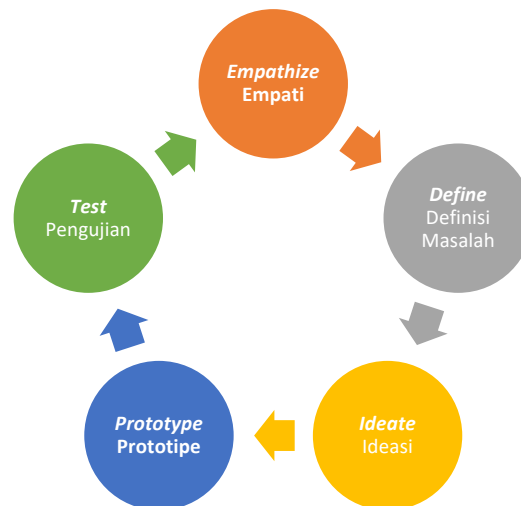 Empathize
Empati
Define
Definisi
Masalah
Ideate
Ideasi
Prototype
Prototipe
Test
Pengujian